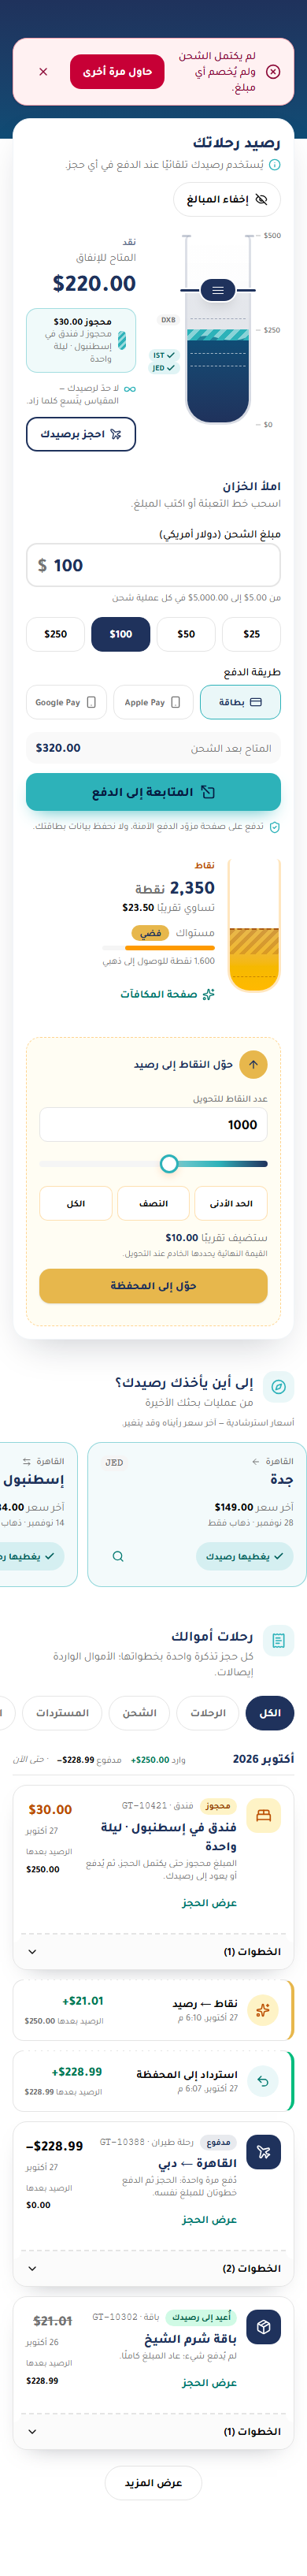 لم يكتمل الشحن
ولم يُخصم أي
مبلغ.
حاول مرة أخرى
رصيد رحلاتك
يُستخدم رصيدك تلقائيًا عند الدفع في أي حجز.
إخفاء المبالغ
نقد
المتاح للإنفاق
$220.00
محجوز $30.00
محجوزة لـ فندق في
إسطنبول · ليلة
واحدة
لا حدّ لرصيدك —
المقياس يتّسع كلما زاد.
احجز برصيدك
$500
DXB
$250
IST
JED
$0
املأ الخزان
اسحب خط التعبئة أو اكتب المبلغ.
مبلغ الشحن (دولار أمريكي)
$ 100
من $5.00 إلى $5,000.00 في كل عملية شحن
$25
$50
$100
$250
طريقة الدفع
بطاقة
Apple Pay
Google Pay
المتاح بعد الشحن
$320.00
المتابعة إلى الدفع
تدفع على صفحة مزوّد الدفع الآمنة، ولا نحفظ بيانات بطاقتك.
نقاط
2,350 نقطة
تساوي تقريبًا $23.50
مستواك فضي
1,600 نقطة للوصول إلى ذهبي
صفحة المكافآت
حوّل النقاط إلى رصيد
عدد النقاط للتحويل
1000
الحد الأدنى
النصف
الكل
ستضيف تقريبًا $10.00
القيمة النهائية يحددها الخادم عند التحويل.
حوّل إلى المحفظة
إلى أين يأخذك رصيدك؟
من عمليات بحثك الأخيرة
أسعار استرشادية — آخر سعر رأيناه وقد يتغير.
القاهرة
JED
جدة
آخر سعر $149.00
28 نوفمبر · ذهاب فقط
يغطيها رصيدك
القاهرة
إسطنبول
آخر سعر
14 نوفمبر · ذهاب
رحلات أموالك
كل حجز تذكرة واحدة بخطواتها؛ الأموال الواردة
إيصالات.
الكل
الرحلات
الشحن
المستردات
أكتوبر 2026
وارد +$250.00
مدفوع −$228.99
· حتى الآن
محجوز
فندق · GT-10421
فندق في إسطنبول · ليلة
واحدة
المبلغ محجوز حتى يكتمل الحجز، ثم يُدفع
أو يعود إلى رصيدك.
عرض الحجز
$30.00
27 أكتوبر
الرصيد بعدها
$250.00
الخطوات (1)
نقاط ← رصيد
27 أكتوبر، 6:10 م
+$21.01
الرصيد بعدها $250.00
استرداد إلى المحفظة
27 أكتوبر، 6:07 م
+$228.99
الرصيد بعدها $228.99
مدفوع
رحلة طيران · GT-10388
القاهرة ← دبي
دُفع مرة واحدة: الحجز ثم الدفع
خطوتان للمبلغ نفسه.
عرض الحجز
−$228.99
27 أكتوبر
الرصيد بعدها
$0.00
الخطوات (2)
أُعيد إلى رصيدك
باقة · GT-10302
باقة شرم الشيخ
لم يُدفع شيء؛ عاد المبلغ كاملًا.
عرض الحجز
$21.01
26 أكتوبر
الرصيد بعدها
$228.99
الخطوات (1)
عرض المزيد